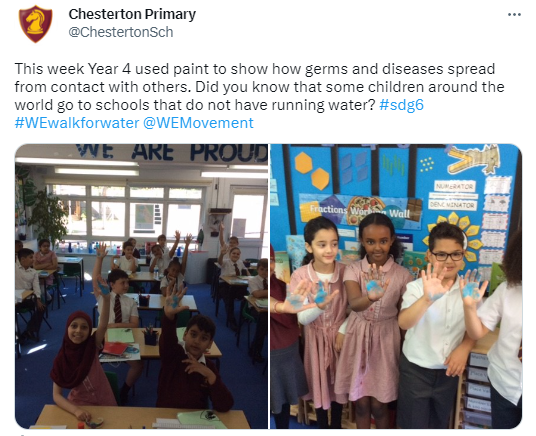 Chesterton Primary
@ChestertonSch
This week Year 4 used paint to show how germs and diseases spread
from contact with others. Did you know that some children around the
world go to schools that do not have running water? #sdg6
#WEwalkforwater @WEMovement
WE ARE PROUD
NUMERATOR
Fractions Working Wall
DENOMINATOR